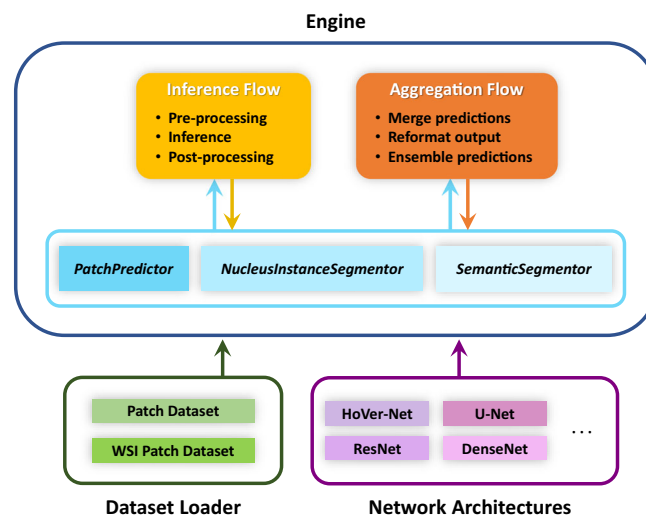 Engine
Inference Flow
• Pre-processing
• Inference
• Post-processing
Aggregation Flow
• Merge predictions
• Reformat output
• Ensemble predictions
PatchPredictor
NucleusInstanceSegmentor
SemanticSegmentor
Patch Dataset
WSI Patch Dataset
Dataset Loader
HoVer-Net
U-Net
ResNet
DenseNet
...
Network Architectures